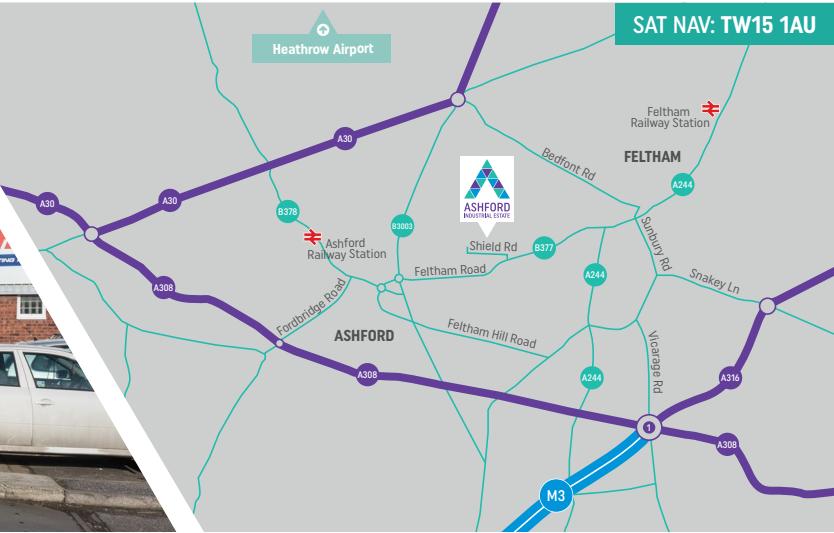 SAT NAV: TW15 1AU
Heathrow Airport
Feltham
Railway Station
FELTHAM
A30
Bedfont Rd
A244
A30
A30
B378
B3003
ASHFORD
INDUSTRIAL ESTATE
Ashford
Railway Station
Shield Rd
B377
Sunbury Rd
Feltham Road
A244
Snakey Ln
A308
Fordbridge Road
ASHFORD
Feltham Hill Road
Vicarage Rd
A308
A244
A316
1
A308
M3